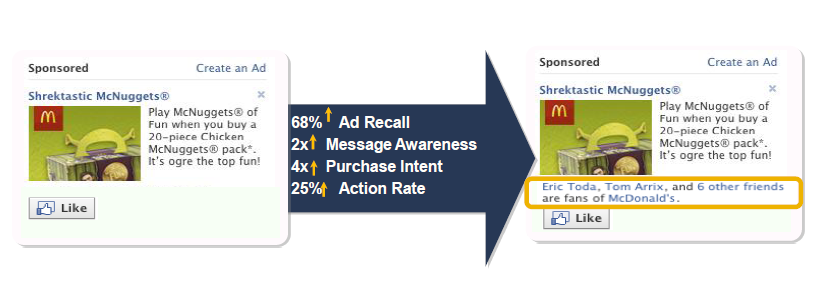 Sponsored Create an Ad
Shrektastic McNuggets®
Play McNuggets® of
Fun when you buy a
20-piece Chicken
McNuggets® pack*.
It's ogre the top fun!
Like
68% Ad Recall
2x Message Awareness
4x Purchase Intent
25% Action Rate
Sponsored Create an Ad
Shrektastic McNuggets®
Play McNuggets® of
Fun when you buy a
20-piece Chicken
McNuggets® pack*.
It's ogre the top fun!
Eric Toda, Tom Arrix, and 6 other friends
are fans of McDonald's.
Like